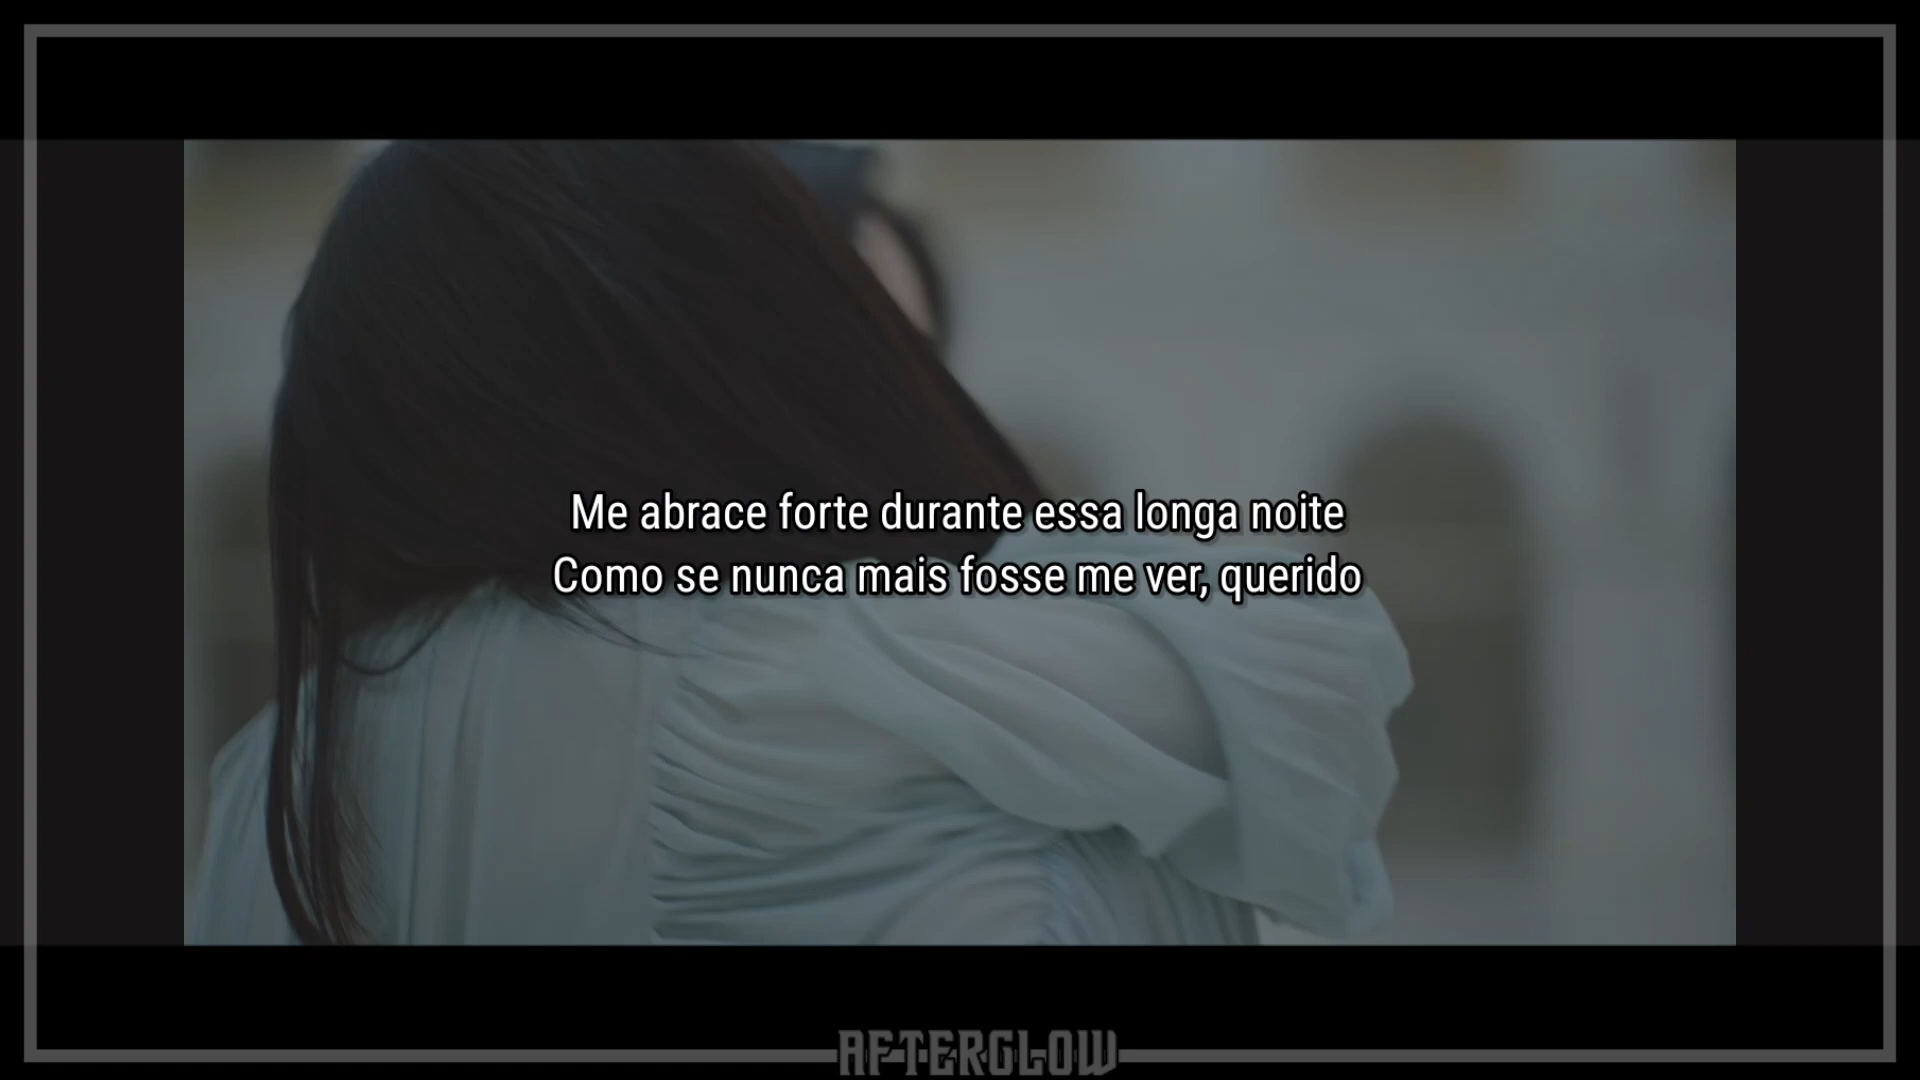 Me abrace forte durante essa longa noite
Como se nunca mais fosse me ver, querido
AFTERGLOW